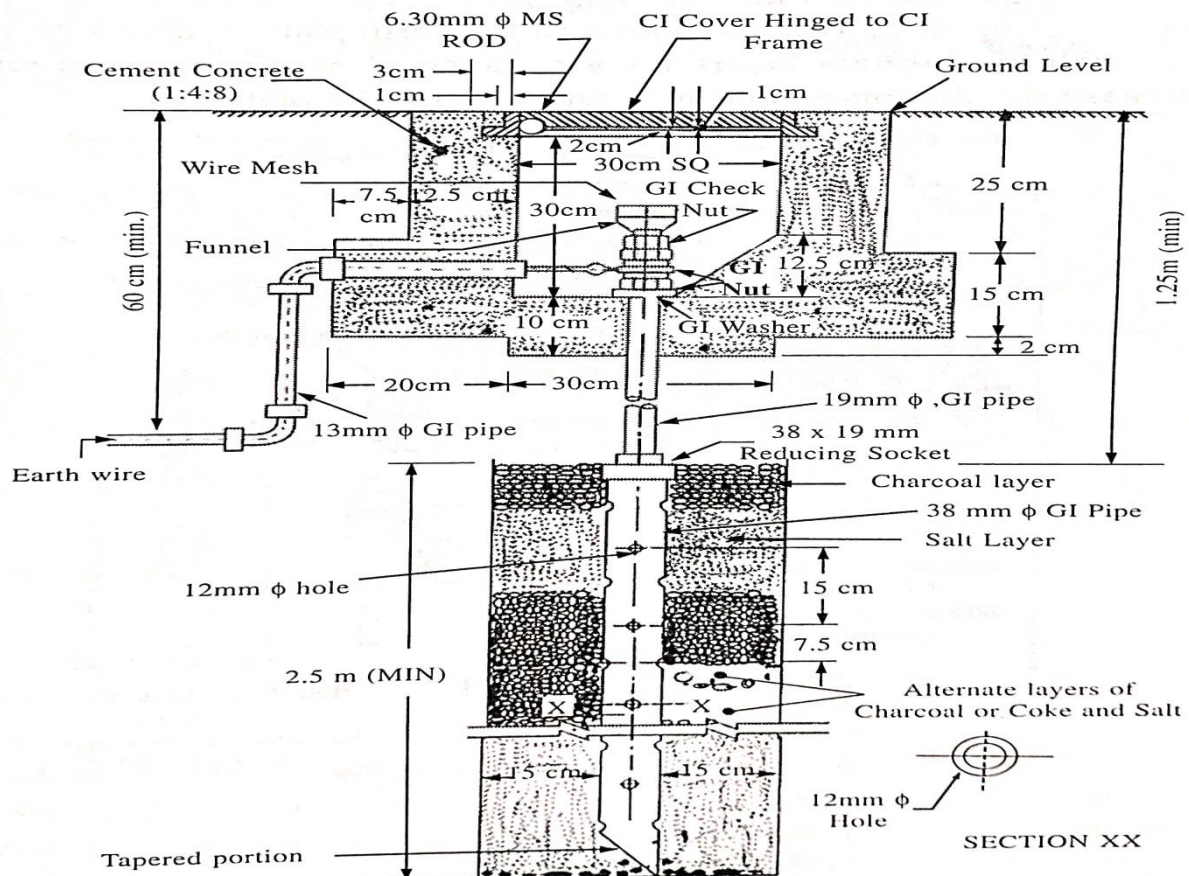 6.30mm ϕ MS
ROD
CI Cover Hinged to CI
Frame
Cement Concrete
(1:4:8)
3cm
1cm
1cm
Ground Level
2cm
30cm SQ
Wire Mesh
GI Check
Nut
7.5
cm
12.5 cm
30cm
25 cm
Funnel
60 cm (min.)
GI
Nut
12.5 cm
1.25m (min)
15 cm
10 cm
GI Washer
2 cm
20cm
30cm
13mm ϕ GI pipe
19mm ϕ ,GI pipe
Earth wire
38 x 19 mm
Reducing Socket
Charcoal layer
38 mm ϕ GI Pipe
Salt Layer
12mm ϕ hole
15 cm
7.5 cm
2.5 m (MIN)
Alternate layers of
Charcoal or Coke and Salt
X X
15 cm 15 cm
12mm ϕ
Hole
Tapered portion
SECTION XX